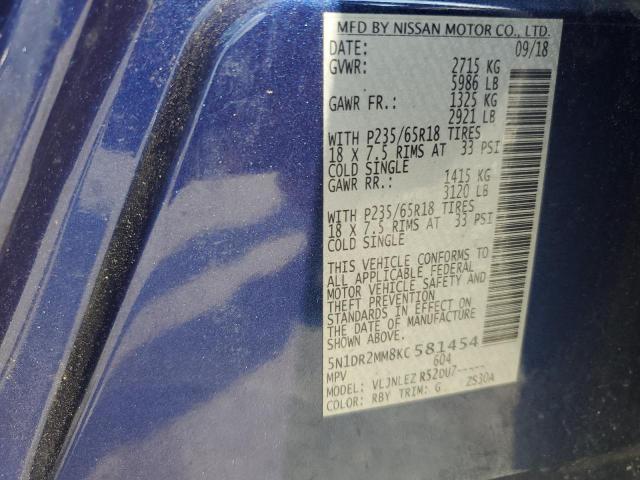 MFD BY NISSAN MOTOR CO., LTD.
DATE: 09/18
GVWR: 2715 KG
5986 LB
GAWR FR.: 1325 KG
2921 LB
WITH P235/65R18 TIRES
18 X 7.5 RIMS AT 33 PSI
COLD SINGLE
GAWR RR.: 1415 KG
3120 LB
WITH P235/65R18 TIRES
18 X 7.5 RIMS AT 33 PSI
COLD SINGLE
THIS VEHICLE CONFORMS TO
ALL APPLICABLE FEDERAL
MOTOR VEHICLE SAFETY AND
THEFT PREVENTION
STANDARDS IN EFFECT ON
THE DATE OF MANUFACTURE
SHOWN ABOVE.
5N1DR2MM8KC 581454
MPV 604
MODEL: VLJNLEZ R520U7-----
COLOR: RBY TRIM: G ZS30A